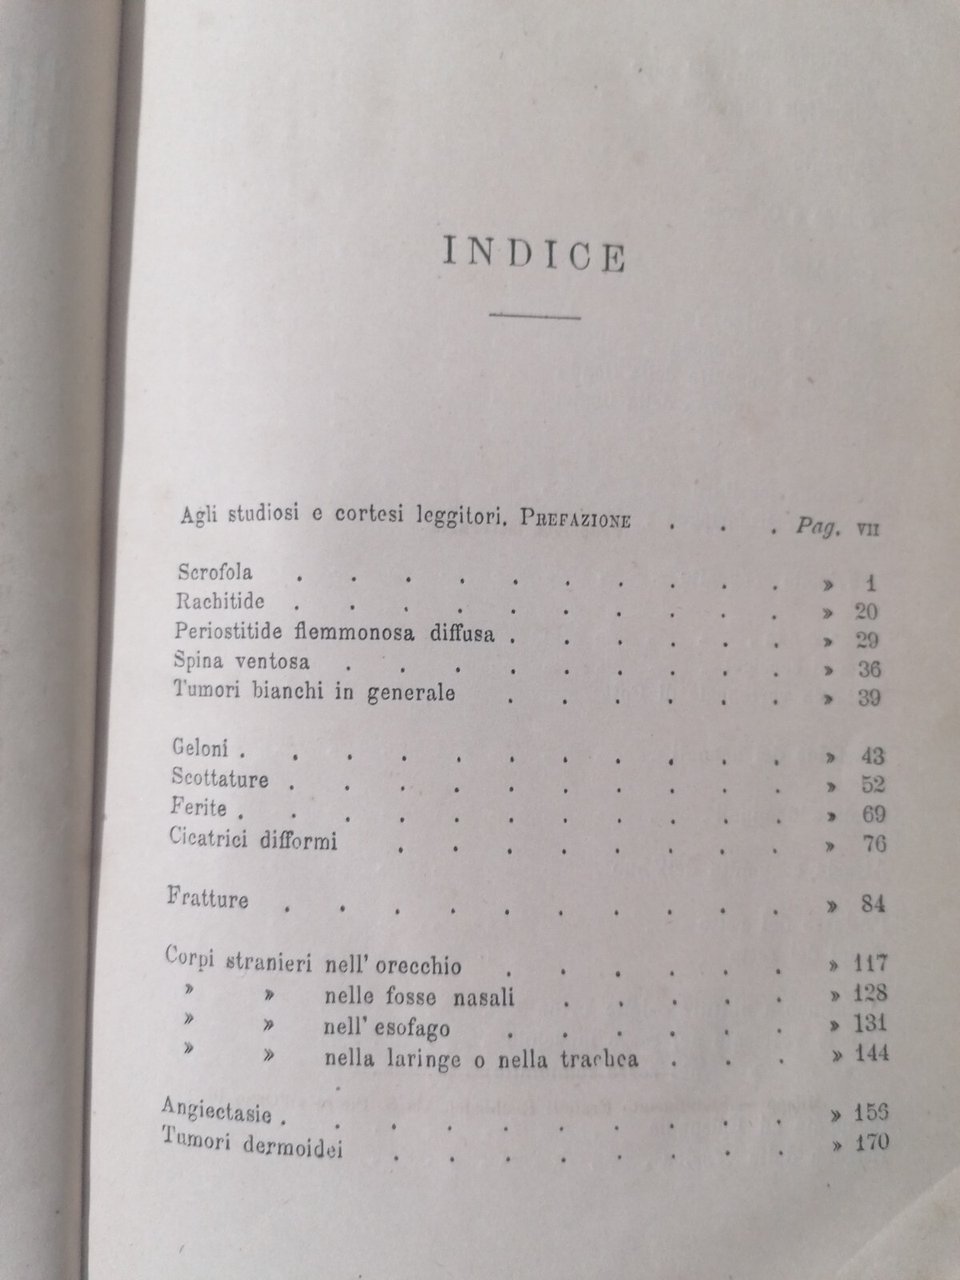 INDICE
Agli studiosi e cortesi leggitori. PREFAZIONE . . . Pag. VII
Scrofola . . . . . . . . . . » 1
Rachitide . . . . . . . . . . » 20
Periostitide flemmonosa diffusa . . . . . . » 29
Spina ventosa . . . . . . . . . » 36
Tumori bianchi in generale . . . . . . » 39
Geloni . . . . . . . . . . . » 43
Scottature . . . . . . . . . . » 52
Ferite . . . . . . . . . . . » 69
Cicatrici difformi . . . . . . . . » 76
Fratture . . . . . . . . . . » 84
Corpi stranieri nell' orecchio . . . . . . » 117
» » nelle fosse nasali . . . . . » 128
» » nell' esofago . . . . . . » 131
» » nella laringe o nella trachea . . . » 144
Angiectasie . . . . . . . . . . » 156
Tumori dermoidei . . . . . . . . » 170